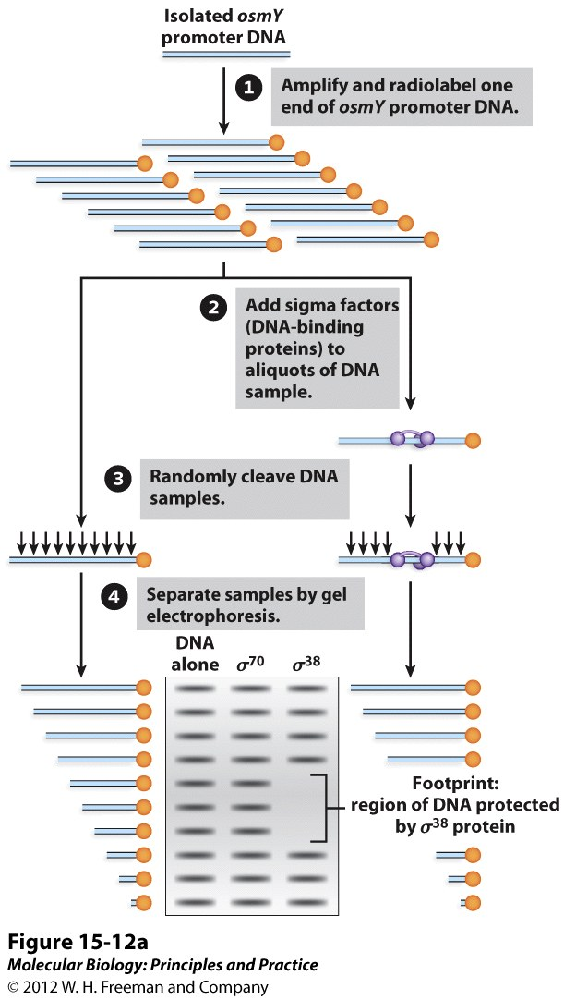 Isolated osmY
promoter DNA
1
Amplify and radiolabel one
end of osmY promoter DNA.
2
Add sigma factors
(DNA-binding
proteins) to
aliquots of DNA
sample.
3
Randomly cleave DNA
samples.
4
Separate samples by gel
electrophoresis.
DNA
alone σ⁷⁰ σ³⁸
Footprint:
region of DNA protected
by σ³⁸ protein
Figure 15-12a
Molecular Biology: Principles and Practice
© 2012 W. H. Freeman and Company